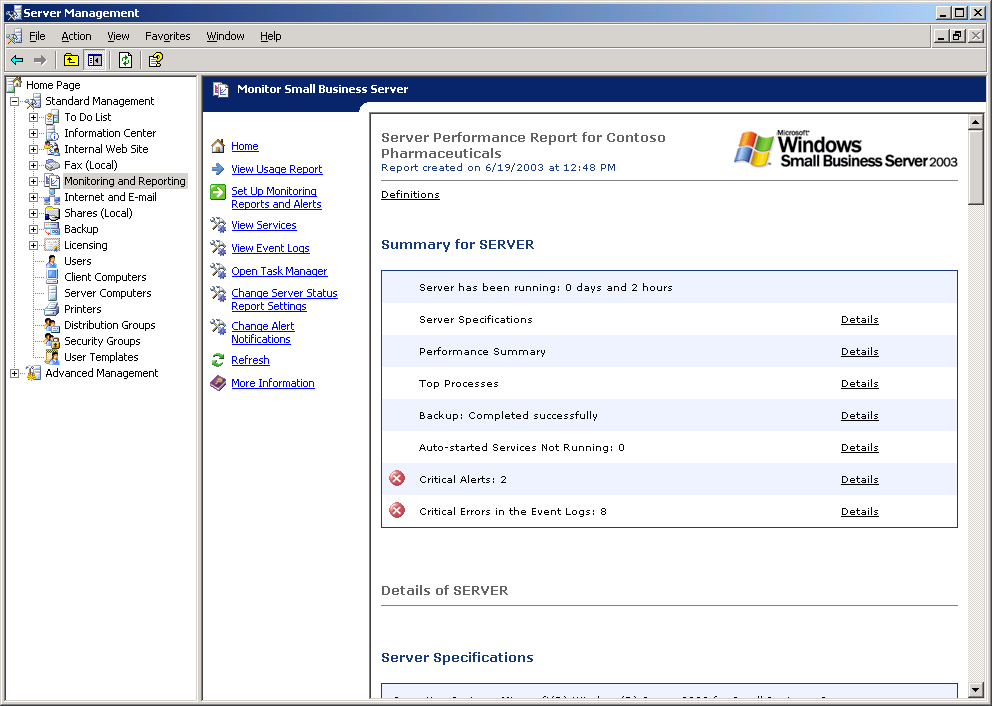 Server Management
File Action View Favorites Window Help
Home Page
Standard Management
To Do List
Information Center
Internal Web Site
Fax (Local)
Monitoring and Reporting
Internet and E-mail
Shares (Local)
Backup
Licensing
Users
Client Computers
Server Computers
Printers
Distribution Groups
Security Groups
User Templates
Advanced Management
Monitor Small Business Server
Home
View Usage Report
Set Up Monitoring
Reports and Alerts
View Services
View Event Logs
Open Task Manager
Change Server Status
Report Settings
Change Alert
Notifications
Refresh
More Information
Server Performance Report for Contoso
Pharmaceuticals
Report created on 6/19/2003 at 12:48 PM
Microsoft
Windows
Small Business Server 2003
Definitions
Summary for SERVER
Server has been running: 0 days and 2 hours
Server Specifications Details
Performance Summary Details
Top Processes Details
Backup: Completed successfully Details
Auto-started Services Not Running: 0 Details
Critical Alerts: 2 Details
Critical Errors in the Event Logs: 8 Details
Details of SERVER
Server Specifications